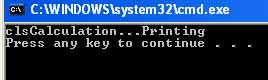 C:\WINDOWS\system32\cmd.exe
clsCalculation...Printing
Press any key to continue . . .